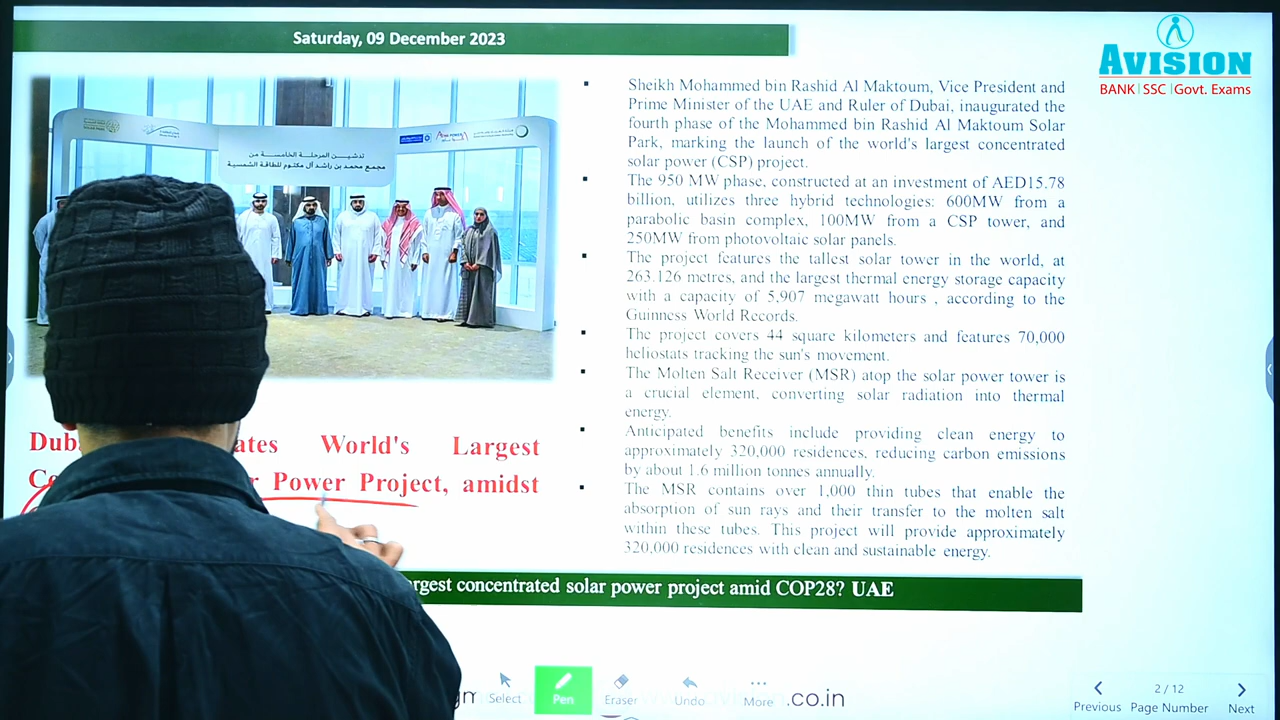 Saturday, 09 December 2023
AVISION
BANK | SSC | Govt. Exams
تدشين المرحلة الخامسة من
مجمع محمد بن راشد آل مكتوم للطاقة الشمسية
Sheikh Mohammed bin Rashid Al Maktoum, Vice President and
Prime Minister of the UAE and Ruler of Dubai, inaugurated the
fourth phase of the Mohammed bin Rashid Al Maktoum Solar
Park, marking the launch of the world's largest concentrated
solar power (CSP) project.
The 950 MW phase, constructed at an investment of AED15.78
billion, utilizes three hybrid technologies: 600MW from a
parabolic basin complex, 100MW from a CSP tower, and
250MW from photovoltaic solar panels.
The project features the tallest solar tower in the world, at
263.126 metres, and the largest thermal energy storage capacity
with a capacity of 5,907 megawatt hours , according to the
Guinness World Records.
The project covers 44 square kilometers and features 70,000
heliostats tracking the sun's movement.
The Molten Salt Receiver (MSR) atop the solar power tower is
a crucial element, converting solar radiation into thermal
energy.
Anticipated benefits include providing clean energy to
approximately 320,000 residences, reducing carbon emissions
by about 1.6 million tonnes annually.
The MSR contains over 1,000 thin tubes that enable the
absorption of sun rays and their transfer to the molten salt
within these tubes. This project will provide approximately
320,000 residences with clean and sustainable energy.
World's Largest
Power Project, amidst
concentrated solar power project amid COP28? UAE
.co.in
Select
Pen
Eraser
Undo
More
Previous
2 / 12
Page Number
Next